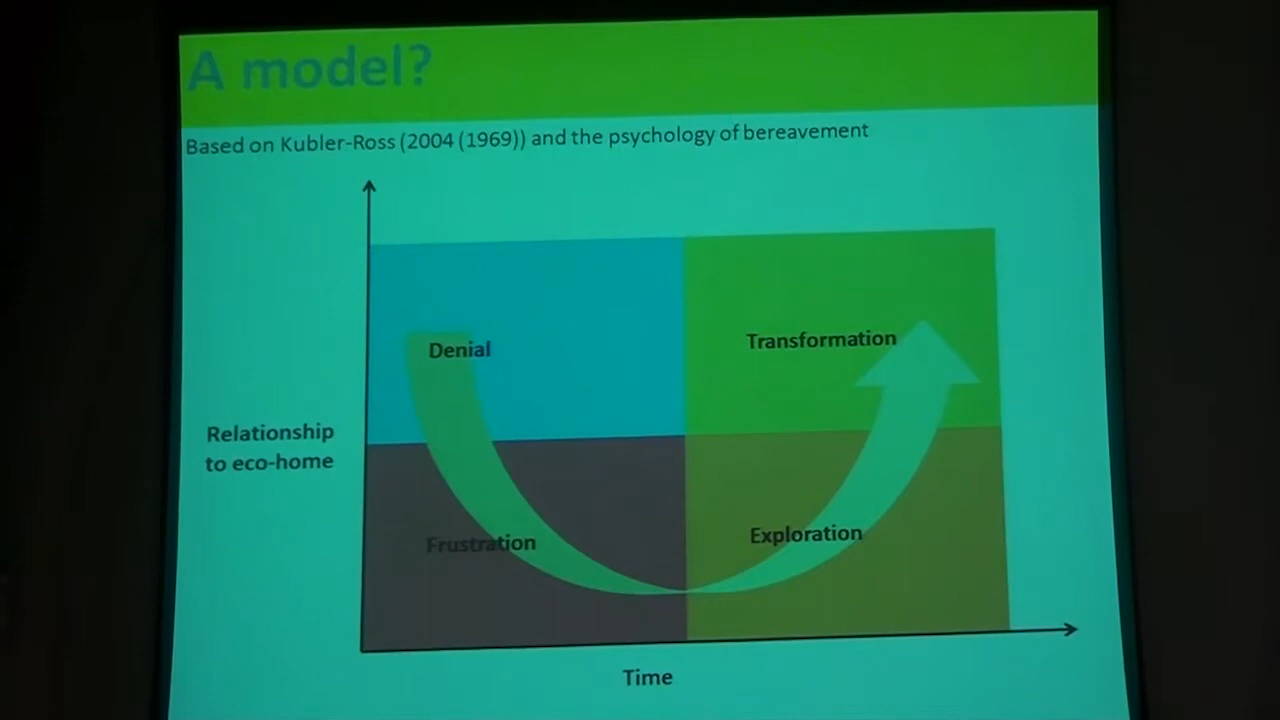 A model?
Based on Kubler-Ross (2004 (1969)) and the psychology of bereavement
Denial
Transformation
Relationship
to eco-home
Frustration
Exploration
Time